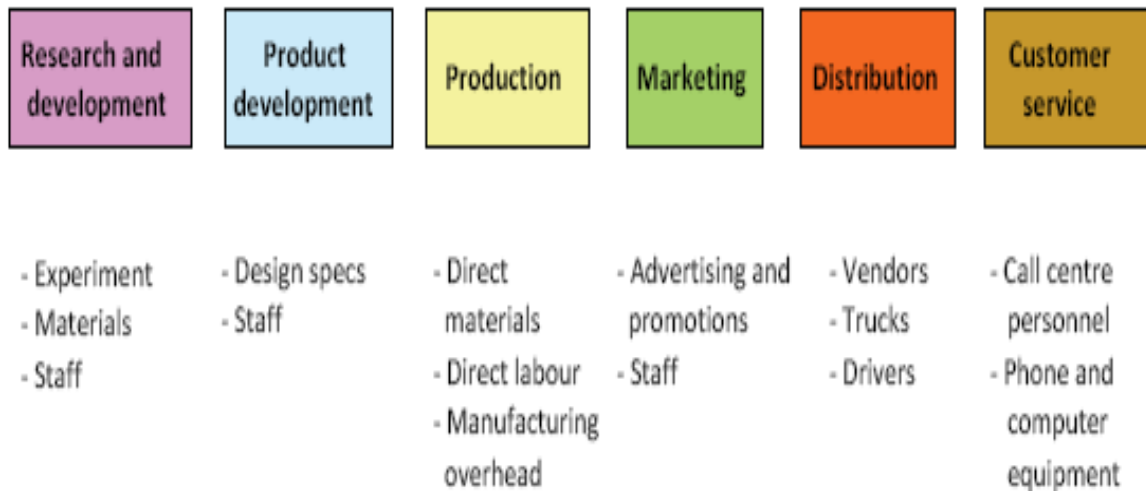 Research and
development
Product
development
Production
Marketing
Distribution
Customer
service
- Experiment
- Materials
- Staff
- Design specs
- Staff
- Direct
materials
- Direct labour
- Manufacturing
overhead
- Advertising and
promotions
- Staff
- Vendors
- Trucks
- Drivers
- Call centre
personnel
- Phone and
computer
equipment